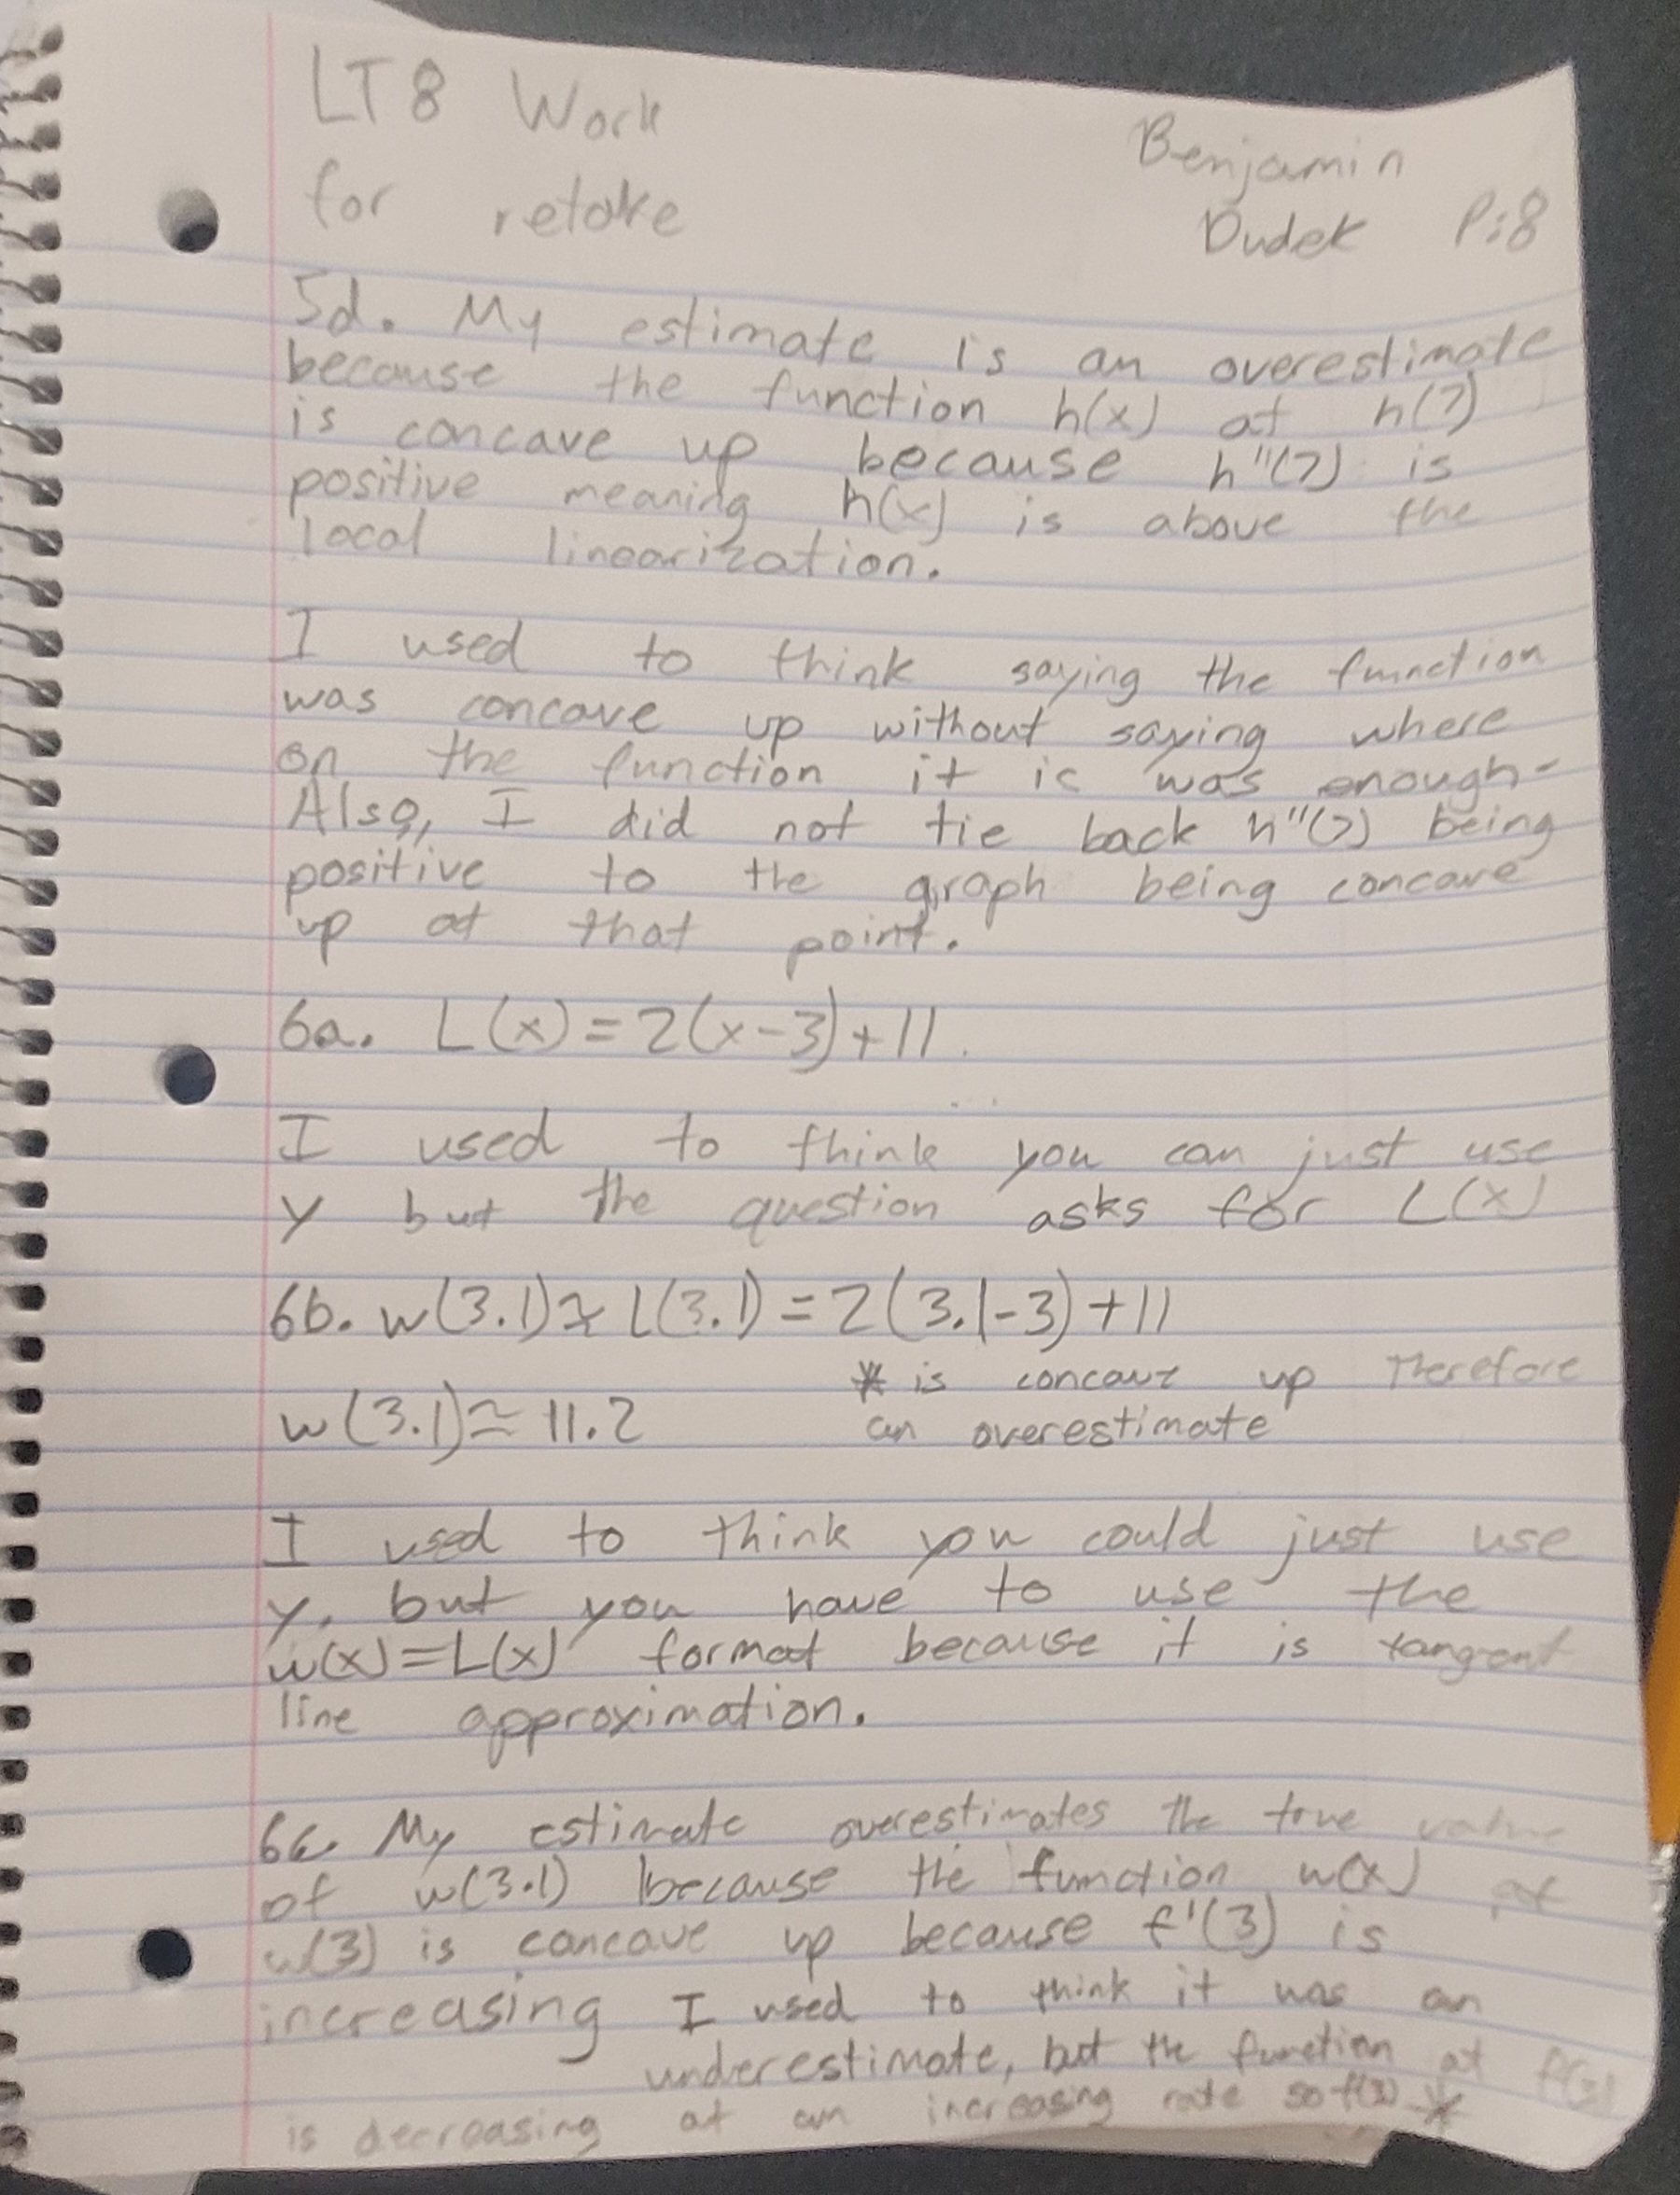 LT8 Work
for retake
Benjamin
Dudek P:8
5d. My estimate is an overestimate
because the function h(x) at h(7)
is concave up because h''(7) is
positive meaning h(x) is above the
local linearization.
I used to think saying the function
was concave up without saying where
on the function it is was enough.
Also, I did not tie back h''(7) being
positive to the graph being concave
up at that point.
6a. L(x)=2(x-3)+11
I used to think you can just use
y but the question asks for L(x)
6b. w(3.1)≈L(3.1)=2(3.1-3)+11
w(3.1)≈11.2
* is concave up therefore
an overestimate
I used to think you could just use
y, but you have to use the
w(x)=L(x) format because it is tangent
line approximation.
6c. My estimate overestimates the true value
of w(3.1) because the function w(x) at
w(3) is concave up because f'(3) is
increasing I used to think it was an
underestimate, but the function at f(3)
is decreasing at an increasing rate so f(3) *